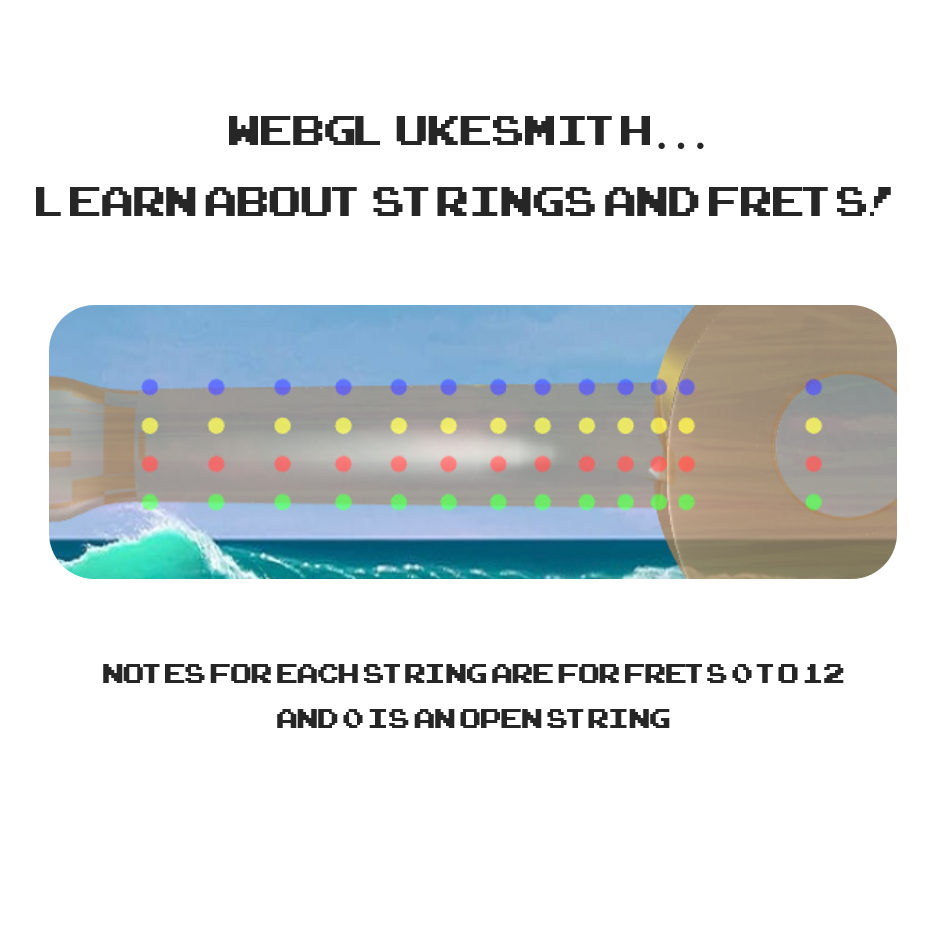 WEBGL UKESMITH...
LEARN ABOUT STRINGS AND FRETS!
NOTES FOR EACH STRING ARE FOR FRETS 0 TO 12
AND 0 IS AN OPEN STRING